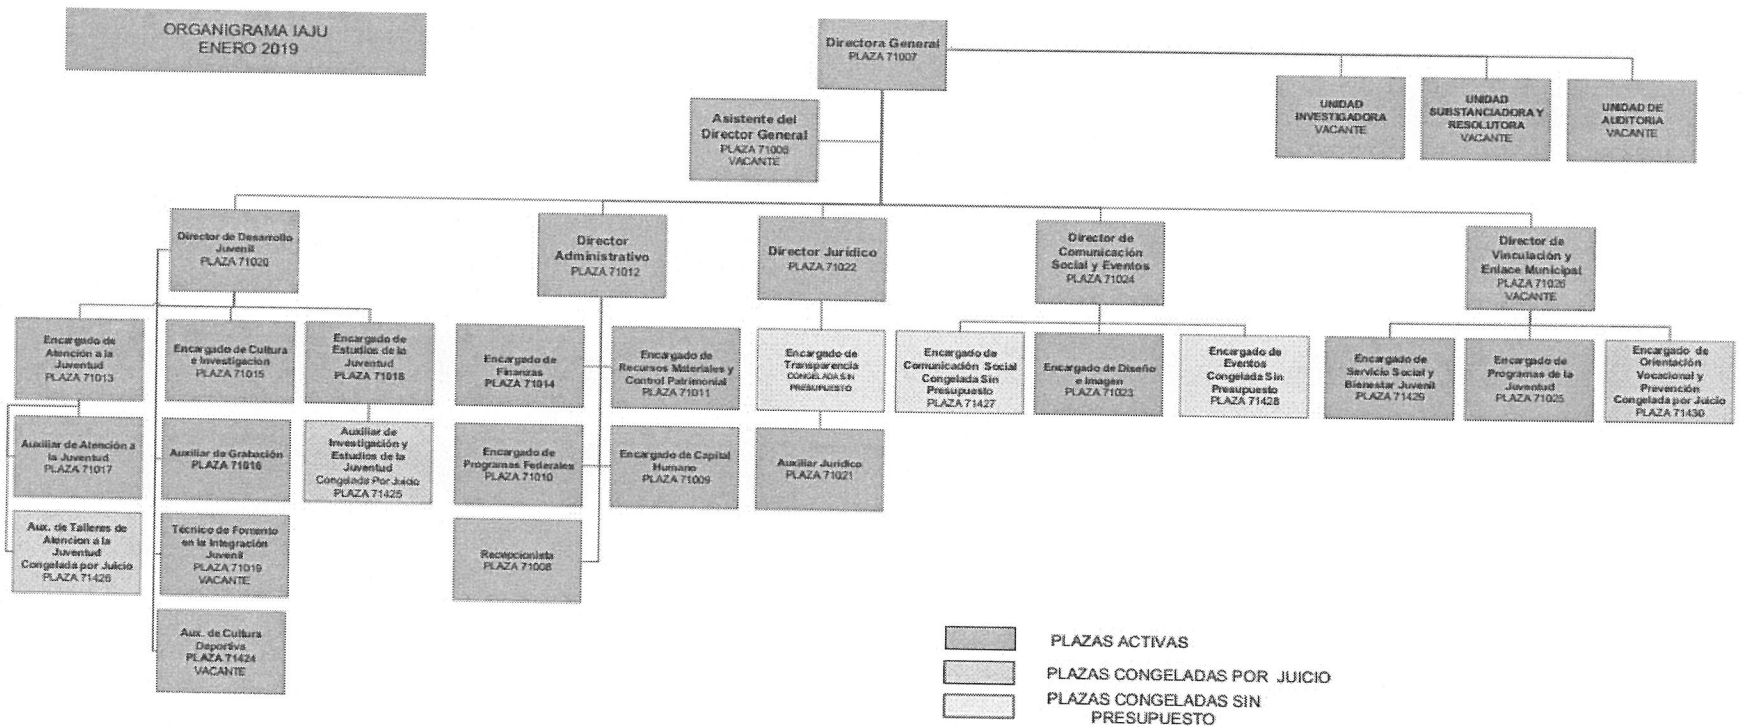 ORGANIGRAMA IAJU
ENERO 2019
Directora General
PLAZA 71007
UNIDAD
INVESTIGADORA
VACANTE
UNIDAD
SUBSTANCIADORA Y
RESOLUTORA
VACANTE
UNIDAD DE
AUDITORIA
VACANTE
Asistente del
Director General
PLAZA 71006
VACANTE
Director de Desarrollo
Juvenil
PLAZA 71020
Director
Administrativo
PLAZA 71012
Director Jurídico
PLAZA 71022
Director de
Comunicación
Social y Eventos
PLAZA 71024
Director de
Vinculación y
Enlace Municipal
PLAZA 71026
VACANTE
Encargado de
Atención a la
Juventud
PLAZA 71013
Encargado de Cultura
e Investigacion
PLAZA 71015
Encargado de
Estudios de la
Juventud
PLAZA 71018
Encargado de
Finanzas
PLAZA 71014
Encargado de
Recursos Materiales y
Control Patrimonial
PLAZA 71011
Encargado de
Transparencia
CONGELADA SIN
PRESUPUESTO
Encargado de
Comunicación Social
Congelada Sin
Presupuesto
PLAZA 71427
Encargado de Diseño
e Imagen
PLAZA 71023
Encargado de
Eventos
Congelada Sin
Presupuesto
PLAZA 71428
Encargado de
Servicio Social y
Bienestar Juvenil
PLAZA 71429
Encargado de
Programas de la
Juventud
PLAZA 71025
Encargado de
Orientación
Vocacional y
Prevención
Congelada por Juicio
PLAZA 71430
Auxiliar de Atención a
la Juventud
PLAZA 71017
Auxiliar de Grabación
PLAZA 71016
Auxiliar de
Investigación y
Estudios de la
Juventud
Congelada Por Juicio
PLAZA 71425
Encargado de
Programas Federales
PLAZA 71010
Encargado de Capital
Humano
PLAZA 71009
Auxiliar Jurídico
PLAZA 71021
Aux. de Talleres de
Atencion a la
Juventud
Congelada por Juicio
PLAZA 71426
Técnico de Fomento
en la Integración
Juvenil
PLAZA 71019
VACANTE
Recepcionista
PLAZA 71008
Aux. de Cultura
Deportiva
PLAZA 71424
VACANTE
PLAZAS ACTIVAS
PLAZAS CONGELADAS POR JUICIO
PLAZAS CONGELADAS SIN
PRESUPUESTO